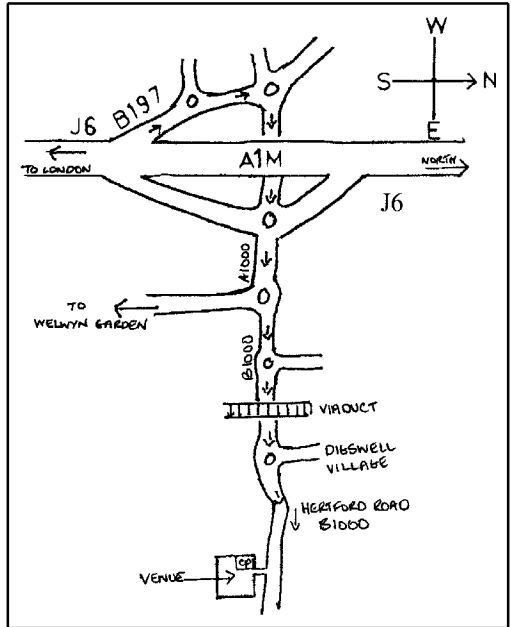 W
S N
E
J6
B197
A1M
TO LONDON
NORTH
J6
A1000
TO
WELWYN GARDEN
B1000
VIADUCT
DIGSWELL
VILLAGE
HERTFORD ROAD
B1000
CP
VENUE